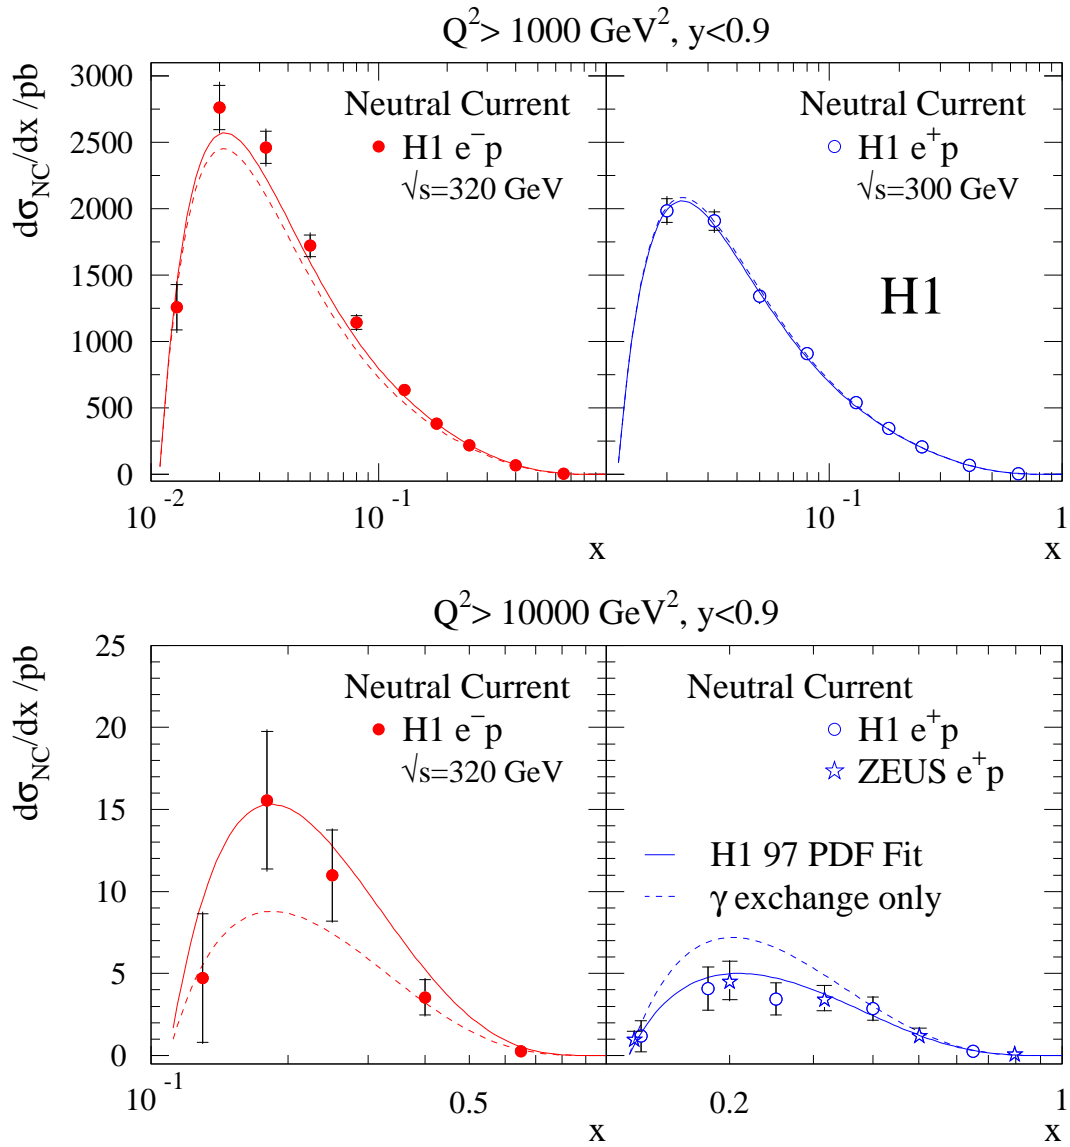 Q²> 1000 GeV², y<0.9
dσ_NC/dx /pb
3000
2500
2000
1500
1000
500
0
Neutral Current
H1 e⁻p
√s=320 GeV
Neutral Current
H1 e⁺p
√s=300 GeV
H1
10⁻² 10⁻¹ 10⁻¹ 1
x x
Q²> 10000 GeV², y<0.9
dσ_NC/dx /pb
25
20
15
10
5
0
Neutral Current
H1 e⁻p
√s=320 GeV
Neutral Current
H1 e⁺p
ZEUS e⁺p
H1 97 PDF Fit
γ exchange only
10⁻¹ 0.5 0.2 1
x x